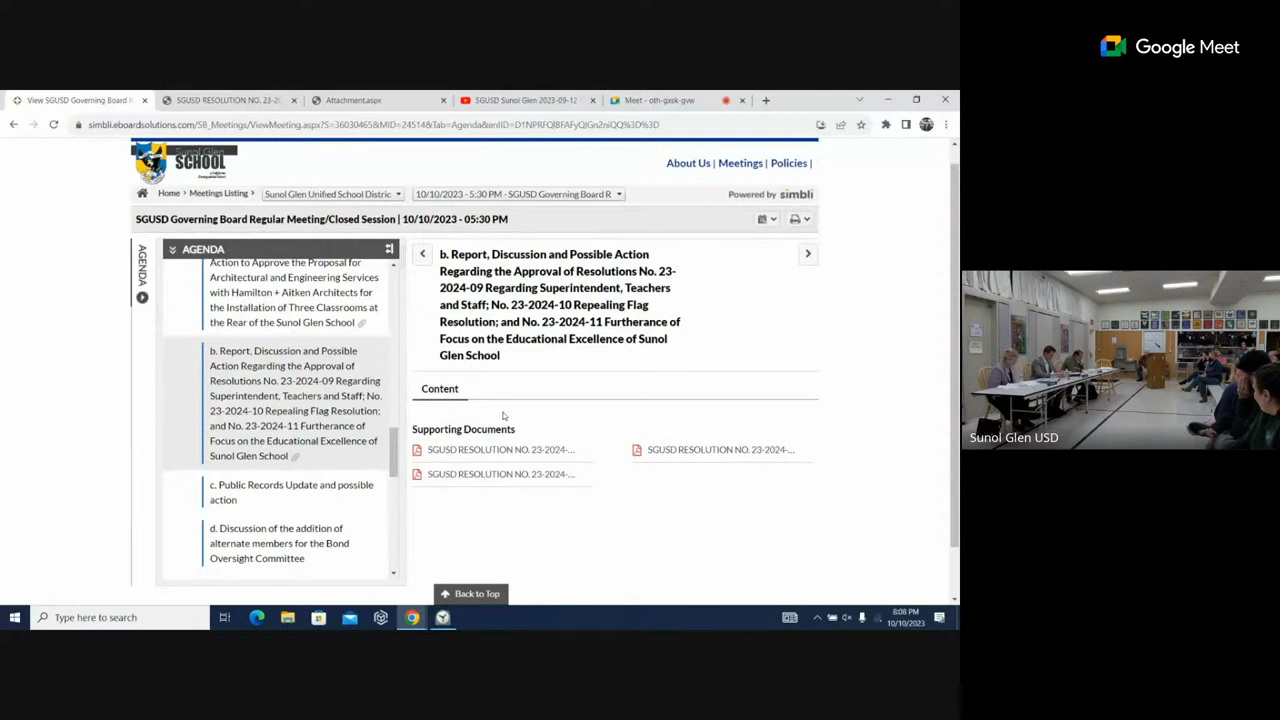 Google Meet
View SGUSD Governing Board R
SGUSD RESOLUTION NO. 23-20
Attachment.aspx
SGUSD Sunol Glen 2023-09-12
Meet - oth-gxsk-gvw
simbli.eboardsolutions.com/SB_Meetings/ViewMeeting.aspx?S=36030465&MID=24514&Tab=Agenda&enIID=D1NPRFQJBFAFyQJGn2niQQ%3D%3D
Sunol Glen
SCHOOL
About Us | Meetings | Policies |
Home > Meetings Listing >
Sunol Glen Unified School Distric
10/10/2023 - 5:30 PM - SGUSD Governing Board R
Powered by simbli
SGUSD Governing Board Regular Meeting/Closed Session | 10/10/2023 - 05:30 PM
AGENDA
AGENDA
Action to Approve the Proposal for
Architectural and Engineering Services
with Hamilton + Aitken Architects for
the Installation of Three Classrooms at
the Rear of the Sunol Glen School
b. Report, Discussion and Possible
Action Regarding the Approval of
Resolutions No. 23-2024-09 Regarding
Superintendent, Teachers and Staff; No.
23-2024-10 Repealing Flag Resolution;
and No. 23-2024-11 Furtherance of
Focus on the Educational Excellence of
Sunol Glen School
c. Public Records Update and possible
action
d. Discussion of the addition of
alternate members for the Bond
Oversight Committee
b. Report, Discussion and Possible Action
Regarding the Approval of Resolutions No. 23-
2024-09 Regarding Superintendent, Teachers
and Staff; No. 23-2024-10 Repealing Flag
Resolution; and No. 23-2024-11 Furtherance of
Focus on the Educational Excellence of Sunol
Glen School
Content
Supporting Documents
SGUSD RESOLUTION NO. 23-2024-...
SGUSD RESOLUTION NO. 23-2024-...
SGUSD RESOLUTION NO. 23-2024-...
Back to Top
Sunol Glen USD
Type here to search
8:08 PM
10/10/2023